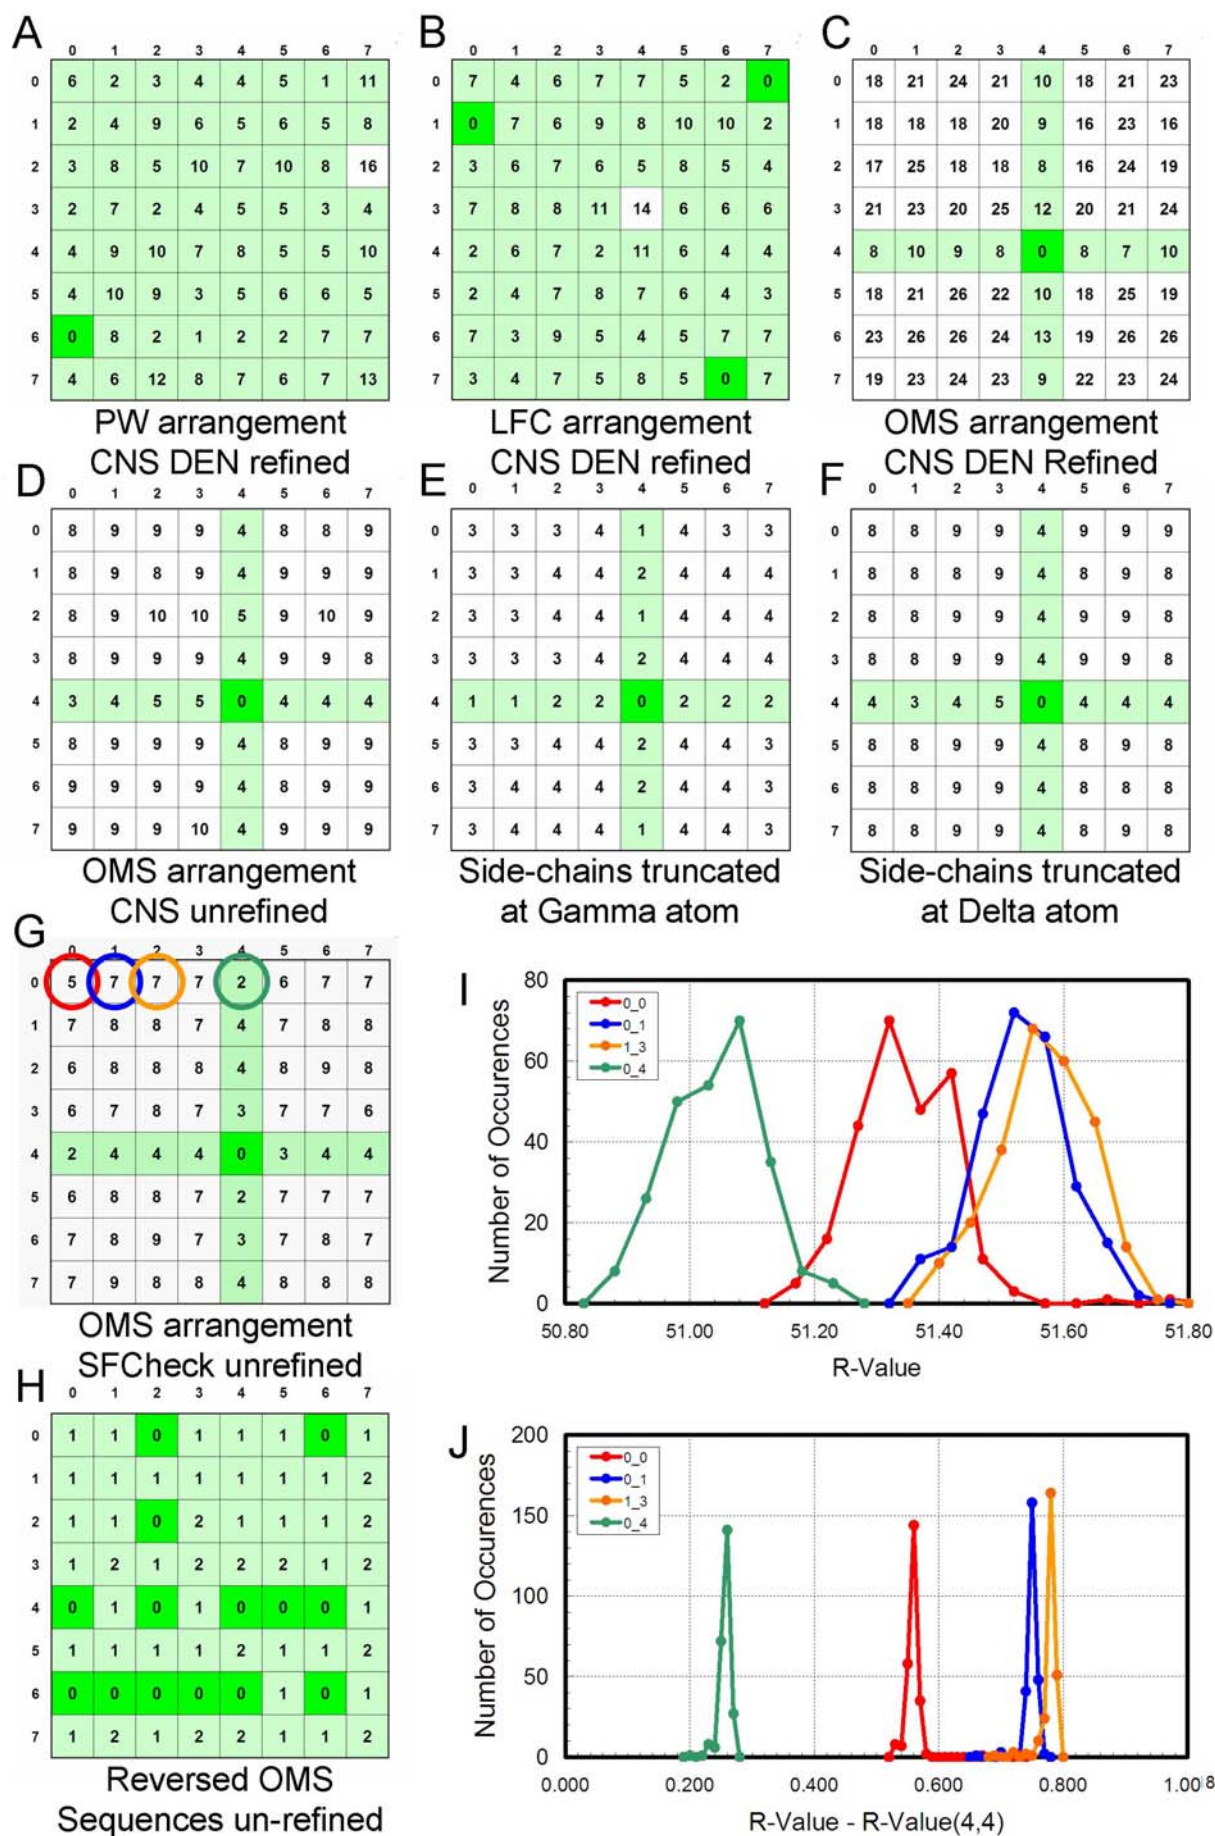 A
0 1 2 3 4 5 6 7
0 6 2 3 4 4 5 1 11
1 2 4 9 6 5 6 5 8
2 3 8 5 10 7 10 8 16
3 2 7 2 4 5 5 3 4
4 4 9 10 7 8 5 5 10
5 4 10 9 3 5 6 6 5
6 0 8 2 1 2 2 7 7
7 4 6 12 8 7 6 7 13
PW arrangement
CNS DEN refined
B
0 1 2 3 4 5 6 7
0 7 4 6 7 7 5 2 0
1 0 7 6 9 8 10 10 2
2 3 6 7 6 5 8 5 4
3 7 8 8 11 14 6 6 6
4 2 6 7 2 11 6 4 4
5 2 4 7 8 7 6 4 3
6 7 3 9 5 4 5 7 7
7 3 4 7 5 8 5 0 7
LFC arrangement
CNS DEN refined
C
0 1 2 3 4 5 6 7
0 18 21 24 21 10 18 21 23
1 18 18 18 20 9 16 23 16
2 17 25 18 18 8 16 24 19
3 21 23 20 25 12 20 21 24
4 8 10 9 8 0 8 7 10
5 18 21 26 22 10 18 25 19
6 23 26 26 24 13 19 26 26
7 19 23 24 23 9 22 23 24
OMS arrangement
CNS DEN Refined
D
0 1 2 3 4 5 6 7
0 8 9 9 9 4 8 8 9
1 8 9 8 9 4 9 9 9
2 8 9 10 10 5 9 10 9
3 8 9 9 9 4 9 9 8
4 3 4 5 5 0 4 4 4
5 8 9 9 9 4 8 9 9
6 9 9 9 9 4 9 9 9
7 9 9 9 10 4 9 9 9
OMS arrangement
CNS unrefined
E
0 1 2 3 4 5 6 7
0 3 3 3 4 1 4 3 3
1 3 3 4 4 2 4 4 4
2 3 3 4 4 1 4 4 4
3 3 3 3 4 2 4 4 4
4 1 1 2 2 0 2 2 2
5 3 3 4 4 2 4 4 3
6 3 4 4 4 2 4 4 3
7 3 4 4 4 1 4 4 3
Side-chains truncated
at Gamma atom
F
0 1 2 3 4 5 6 7
0 8 8 9 9 4 9 9 9
1 8 8 8 9 4 8 9 8
2 8 8 9 9 4 9 9 8
3 8 8 9 9 4 9 9 8
4 4 3 4 5 0 4 4 4
5 8 8 9 9 4 8 9 8
6 8 8 9 9 4 8 8 8
7 8 8 9 9 4 8 9 8
Side-chains truncated
at Delta atom
G
0 1 2 3 4 5 6 7
0 5 7 7 7 2 6 7 7
1 7 8 8 7 4 7 8 8
2 6 8 8 8 4 8 9 8
3 6 7 8 7 3 7 7 6
4 2 4 4 4 0 3 4 4
5 6 8 8 7 2 7 7 7
6 7 8 9 7 3 7 8 7
7 7 9 8 8 4 8 8 8
OMS arrangement
SFCheck unrefined
H
0 1 2 3 4 5 6 7
0 1 1 0 1 1 1 0 1
1 1 1 1 1 1 1 1 2
2 1 1 0 2 1 1 1 2
3 1 2 1 2 2 2 1 2
4 0 1 0 1 0 0 0 1
5 1 1 1 1 2 1 1 2
6 0 0 0 0 0 1 0 1
7 1 2 1 2 2 1 1 2
Reversed OMS
Sequences un-refined
I
Number of Occurences
80
60
40
20
0
0_0
0_1
1_3
0_4
50.80 51.00 51.20 51.40 51.60 51.80
R-Value
J
Number of Occurences
200
150
100
50
0
0_0
0_1
1_3
0_4
0.000 0.200 0.400 0.600 0.800 1.00 8
R-Value - R-Value(4,4)